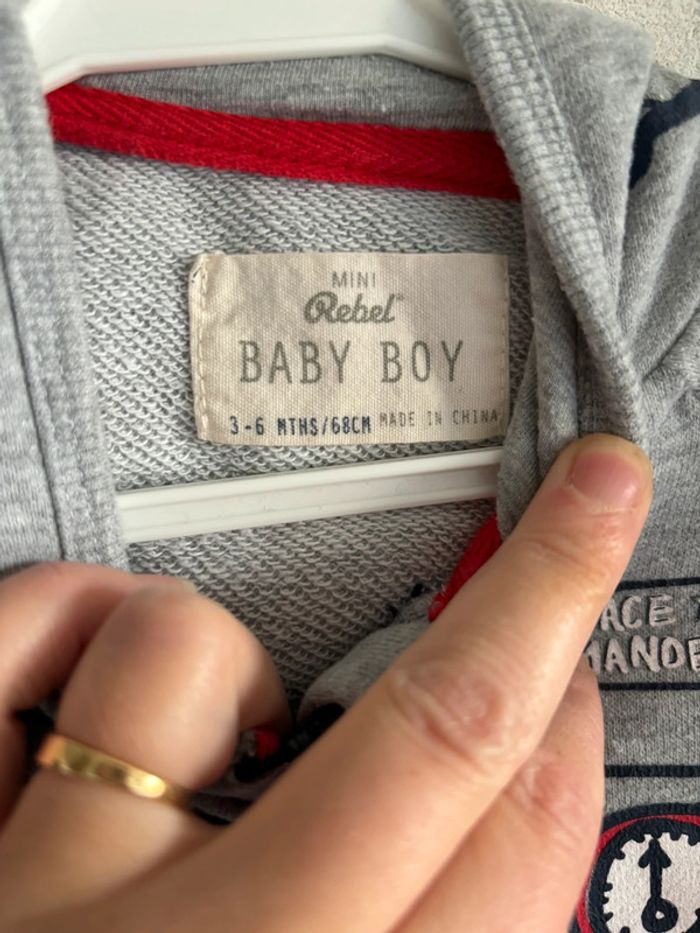 MINI
Rebel
BABY BOY
3-6 MTHS/68CM MADE IN CHINA